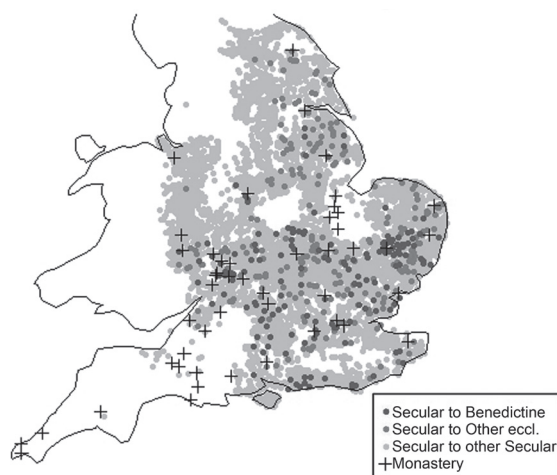 Secular to Benedictine
Secular to Other eccl.
Secular to other Secular
Monastery